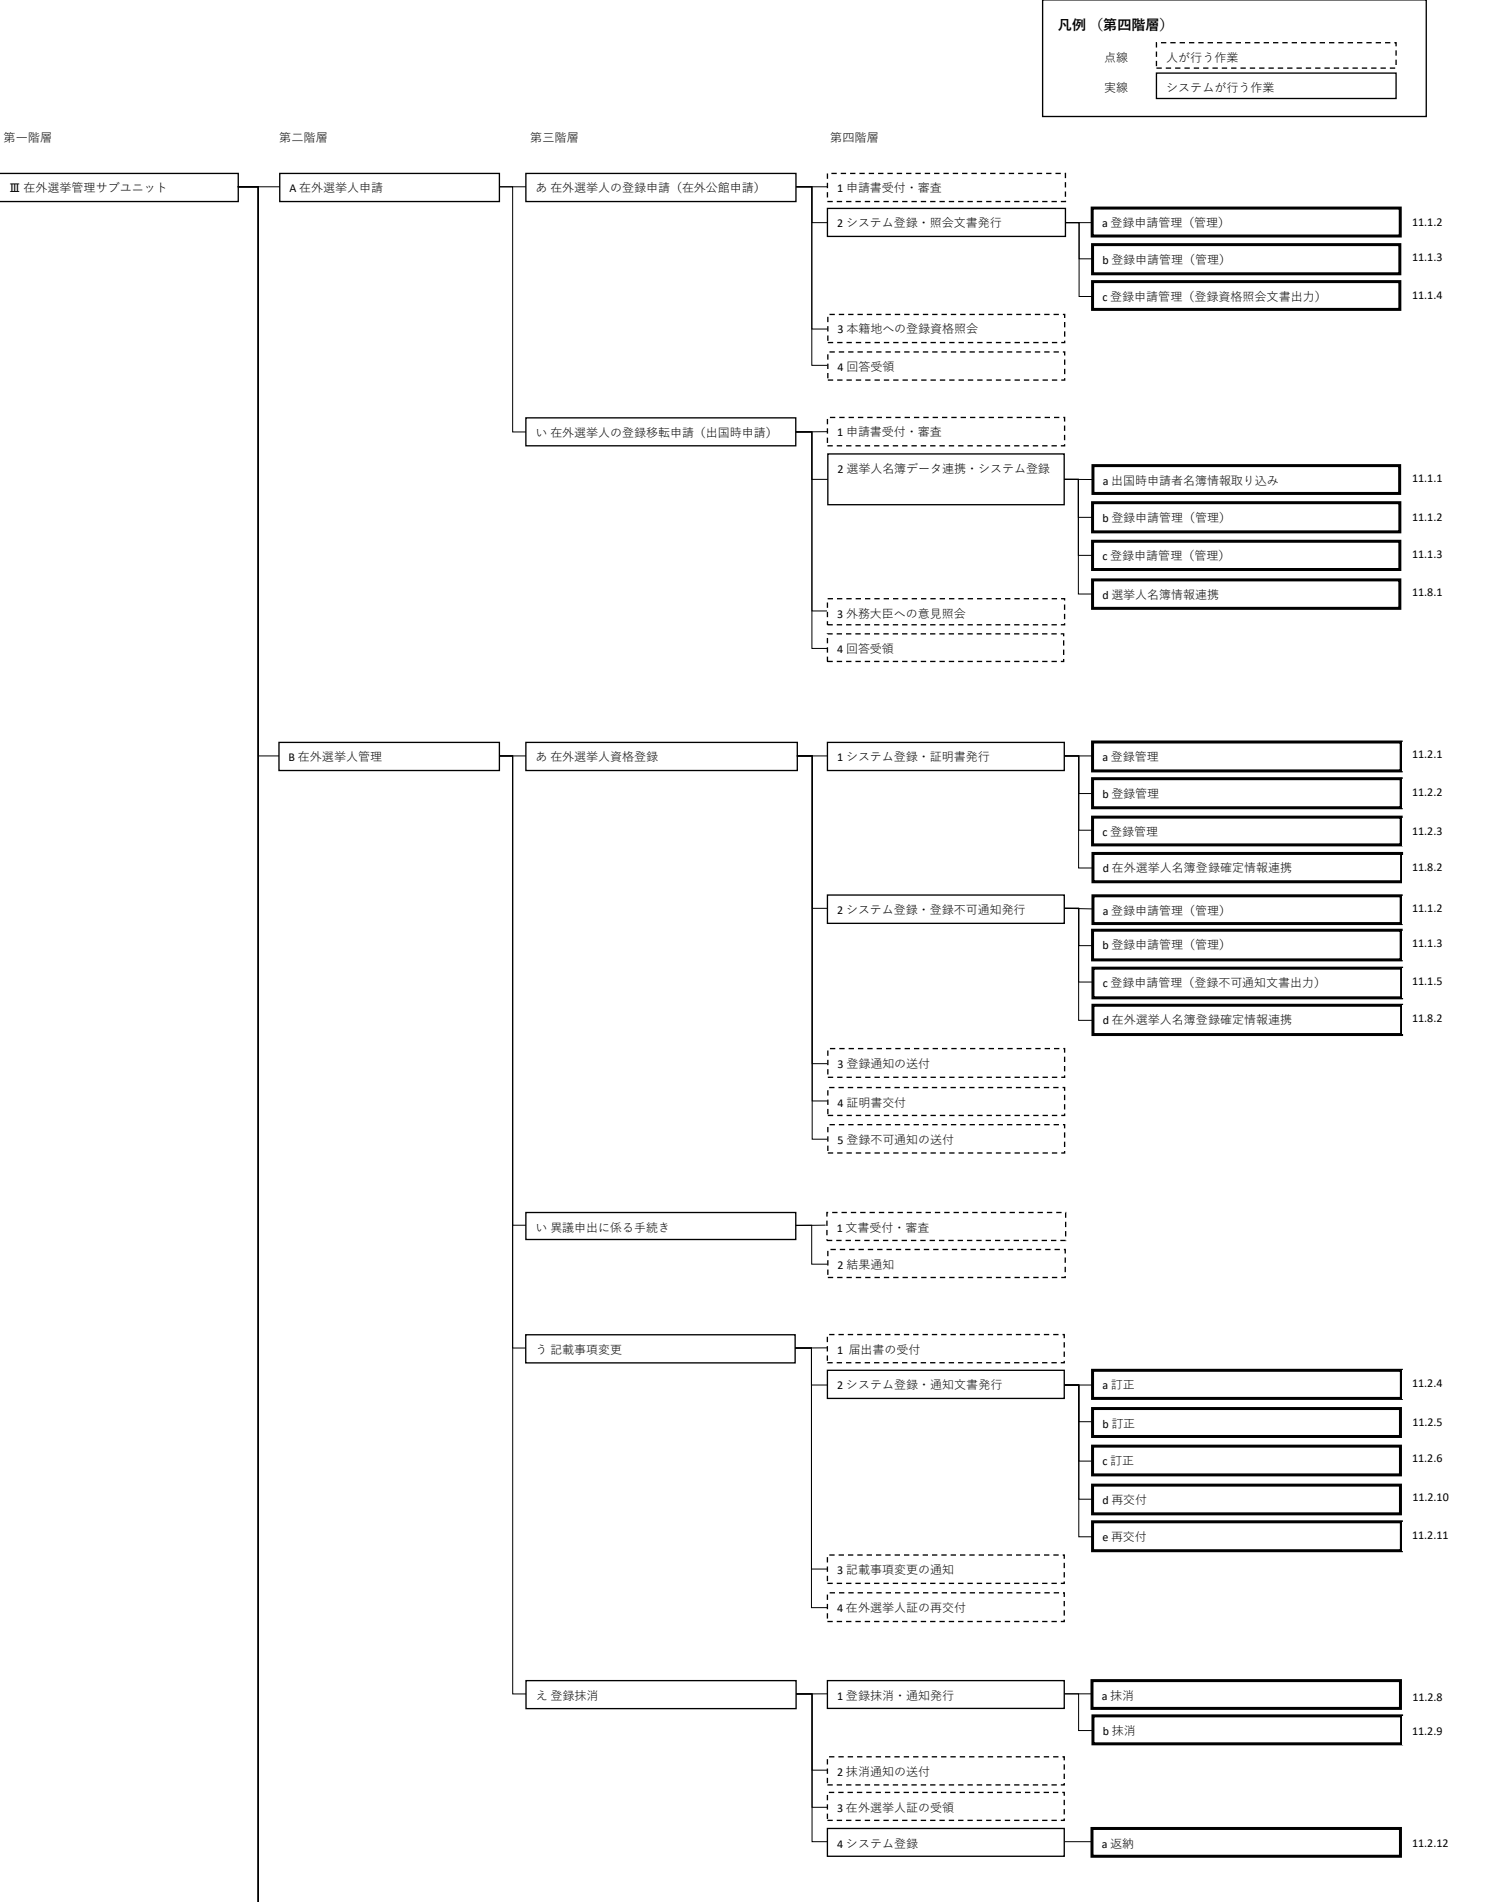 凡例 （第四階層）
点線 人が行う作業
実線 システムが行う作業
第一階層 第二階層 第三階層 第四階層
Ⅲ 在外選挙管理サブユニット A 在外選挙人申請 あ 在外選挙人の登録申請（在外公館申請） 1 申請書受付・審査
2 システム登録・照会文書発行 a 登録申請管理（管理） 11.1.2
b 登録申請管理（管理） 11.1.3
c 登録申請管理（登録資格照会文書出力） 11.1.4
3 本籍地への登録資格照会
4 回答受領
い 在外選挙人の登録移転申請（出国時申請） 1 申請書受付・審査
2 選挙人名簿データ連携・システム登録 a 出国時申請者名簿情報取り込み 11.1.1
b 登録申請管理（管理） 11.1.2
c 登録申請管理（管理） 11.1.3
d 選挙人名簿情報連携 11.8.1
3 外務大臣への意見照会
4 回答受領
B 在外選挙人管理 あ 在外選挙人資格登録 1 システム登録・証明書発行 a 登録管理 11.2.1
b 登録管理 11.2.2
c 登録管理 11.2.3
d 在外選挙人名簿登録確定情報連携 11.8.2
2 システム登録・登録不可通知発行 a 登録申請管理（管理） 11.1.2
b 登録申請管理（管理） 11.1.3
c 登録申請管理（登録不可通知文書出力） 11.1.5
d 在外選挙人名簿登録確定情報連携 11.8.2
3 登録通知の送付
4 証明書交付
5 登録不可通知の送付
い 異議申出に係る手続き 1 文書受付・審査
2 結果通知
う 記載事項変更 1 届出書の受付
2 システム登録・通知文書発行 a 訂正 11.2.4
b 訂正 11.2.5
c 訂正 11.2.6
d 再交付 11.2.10
e 再交付 11.2.11
3 記載事項変更の通知
4 在外選挙人証の再交付
え 登録抹消 1 登録抹消・通知発行 a 抹消 11.2.8
b 抹消 11.2.9
2 抹消通知の送付
3 在外選挙人証の受領
4 システム登録 a 返納 11.2.12